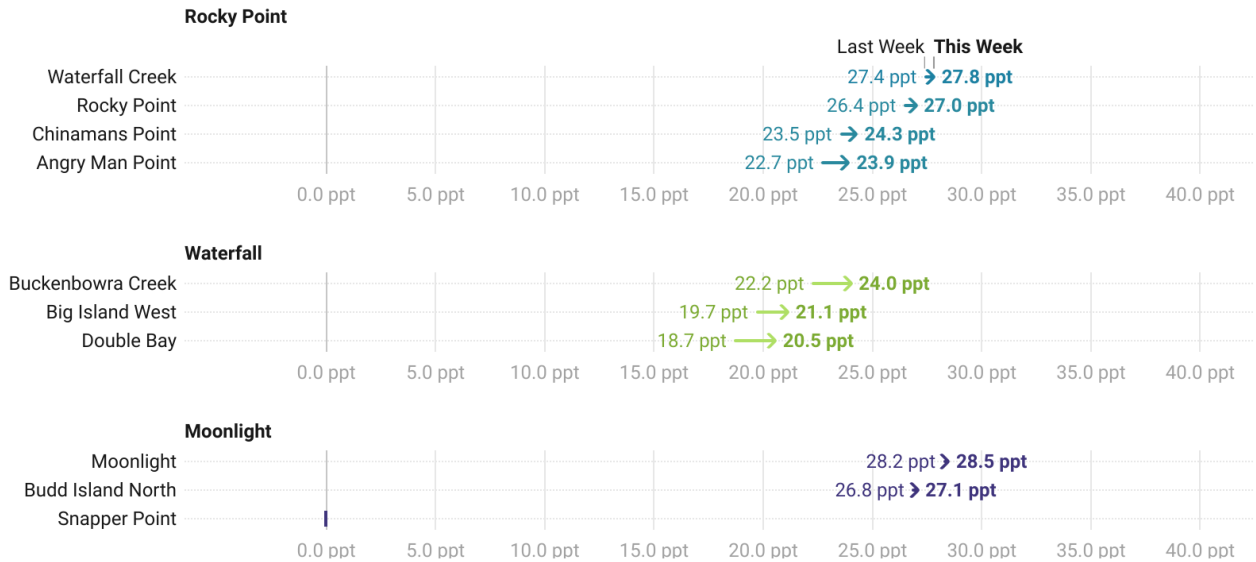 Rocky Point
Last Week This Week
Waterfall Creek 27.4 ppt 27.8 ppt
Rocky Point 26.4 ppt 27.0 ppt
Chinamans Point 23.5 ppt 24.3 ppt
Angry Man Point 22.7 ppt 23.9 ppt
0.0 ppt 5.0 ppt 10.0 ppt 15.0 ppt 20.0 ppt 25.0 ppt 30.0 ppt 35.0 ppt 40.0 ppt
Waterfall
Buckenbowra Creek 22.2 ppt 24.0 ppt
Big Island West 19.7 ppt 21.1 ppt
Double Bay 18.7 ppt 20.5 ppt
0.0 ppt 5.0 ppt 10.0 ppt 15.0 ppt 20.0 ppt 25.0 ppt 30.0 ppt 35.0 ppt 40.0 ppt
Moonlight
Moonlight 28.2 ppt 28.5 ppt
Budd Island North 26.8 ppt 27.1 ppt
Snapper Point
0.0 ppt 5.0 ppt 10.0 ppt 15.0 ppt 20.0 ppt 25.0 ppt 30.0 ppt 35.0 ppt 40.0 ppt